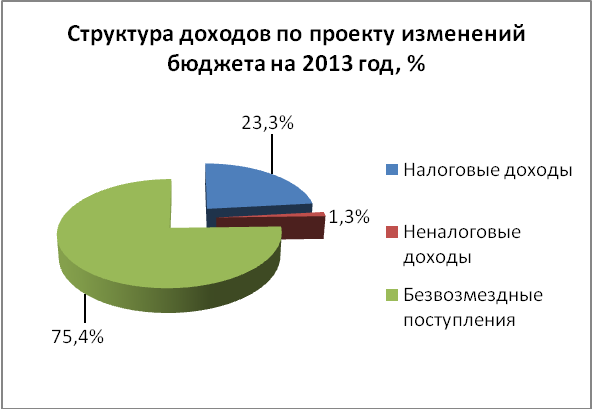 Структура доходов по проекту изменений
бюджета на 2013 год, %
23,3%
Налоговые доходы
1,3%
Неналоговые
доходы
Безвозмездные
поступления
75,4%